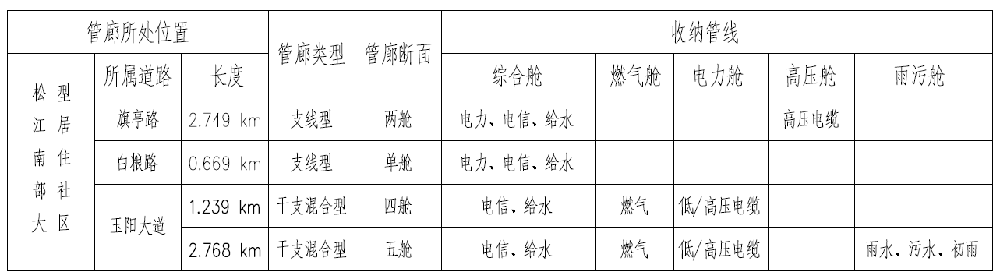 管廊所处位置 管廊类型 管廊断面 收纳管线
松江南部大型居住社区 所属道路 长度 综合舱 燃气舱 电力舱 高压舱 雨污舱
旗亭路 2.749 km 支线型 两舱 电力、电信、给水 高压电缆
白粮路 0.669 km 支线型 单舱 电力、电信、给水
玉阳大道 1.239 km 干支混合型 四舱 电信、给水 燃气 低/高压电缆
2.768 km 干支混合型 五舱 电信、给水 燃气 低/高压电缆 雨水、污水、初雨